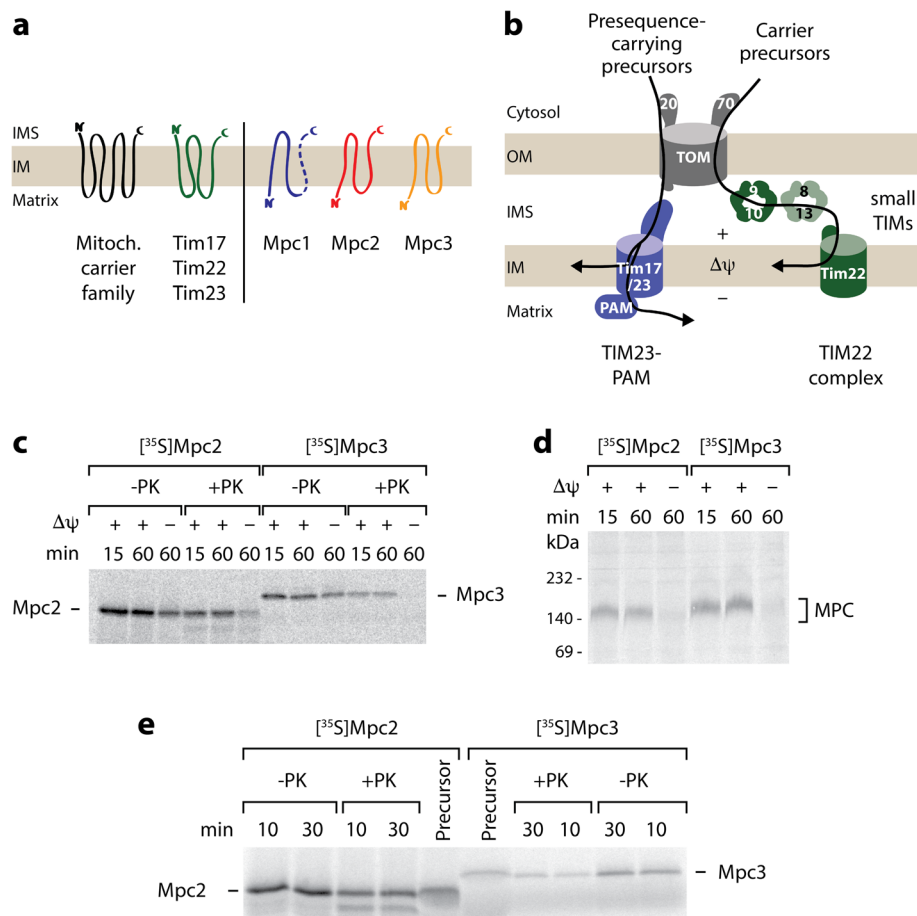 a
IMS
IM
Matrix
N
C
N
C
N
C
N
C
N
C
Mitoch.
carrier
family
Tim17
Tim22
Tim23
Mpc1
Mpc2
Mpc3
b
Presequence-
carrying
precursors
Carrier
precursors
Cytosol
20
70
OM
TOM
IMS
9
10
8
13
small
TIMs
+
IM
Tim17
/23
Δψ
Tim22
−
Matrix
PAM
TIM23-
PAM
TIM22
complex
c
[³⁵S]Mpc2 [³⁵S]Mpc3
-PK +PK -PK +PK
Δψ + + − + + − + + − + + −
min 15 60 60 15 60 60 15 60 60 15 60 60
Mpc2 –
– Mpc3
d
[³⁵S]Mpc2 [³⁵S]Mpc3
Δψ + + − + + −
min 15 60 60 15 60 60
kDa
232 -
140 -
69 -
MPC
e
[³⁵S]Mpc2 [³⁵S]Mpc3
-PK +PK Precursor Precursor +PK -PK
min 10 30 10 30 30 10 30 10
Mpc2 –
– Mpc3